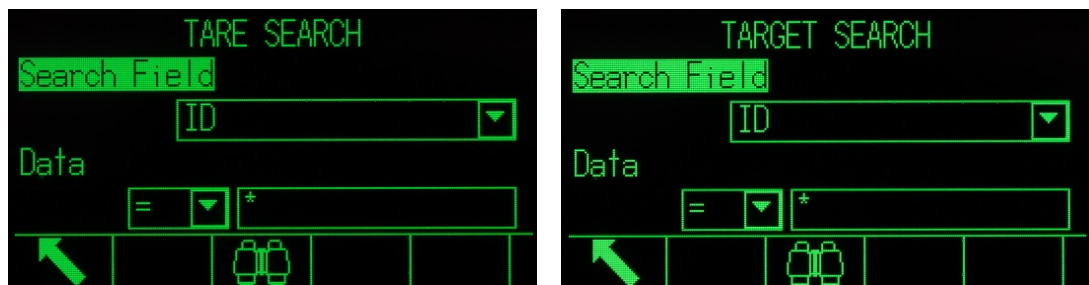 TARE SEARCH
Search Field
ID
Data
= *
TARGET SEARCH
Search Field
ID
Data
= *